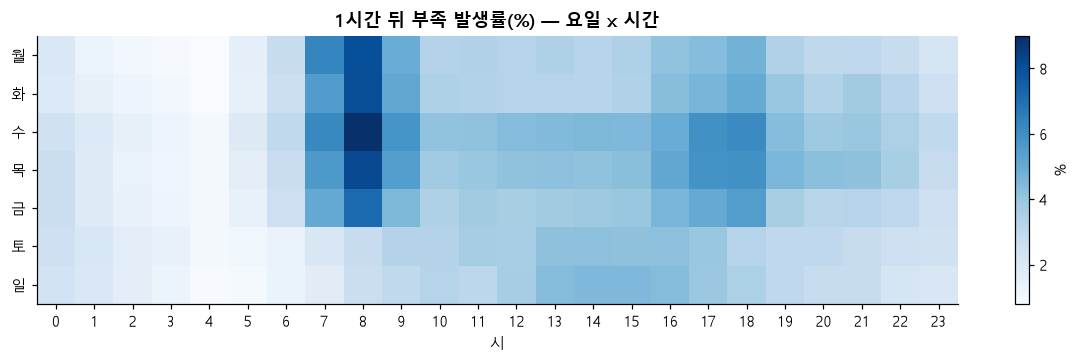 1시간 뒤 부족 발생률(%) — 요일 x 시간
월
화
수
목
금
토
일
0 1 2 3 4 5 6 7 8 9 10 11 12 13 14 15 16 17 18 19 20 21 22 23
시
8
6
4
2
%